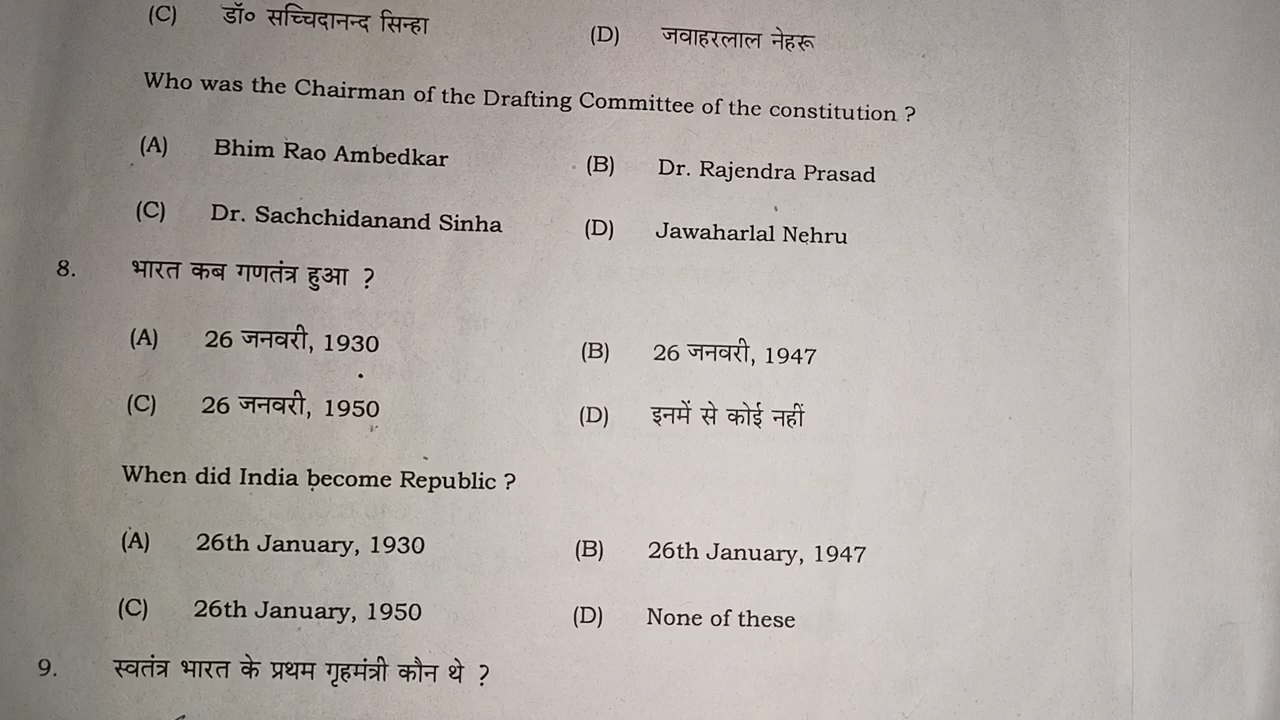 (C) डॉ० सच्चिदानन्द सिन्हा (D) जवाहरलाल नेहरू
Who was the Chairman of the Drafting Committee of the constitution ?
(A) Bhim Rao Ambedkar (B) Dr. Rajendra Prasad
(C) Dr. Sachchidanand Sinha (D) Jawaharlal Nehru
8. भारत कब गणतंत्र हुआ ?
(A) 26 जनवरी, 1930 (B) 26 जनवरी, 1947
(C) 26 जनवरी, 1950 (D) इनमें से कोई नहीं
When did India become Republic ?
(A) 26th January, 1930 (B) 26th January, 1947
(C) 26th January, 1950 (D) None of these
9. स्वतंत्र भारत के प्रथम गृहमंत्री कौन थे ?